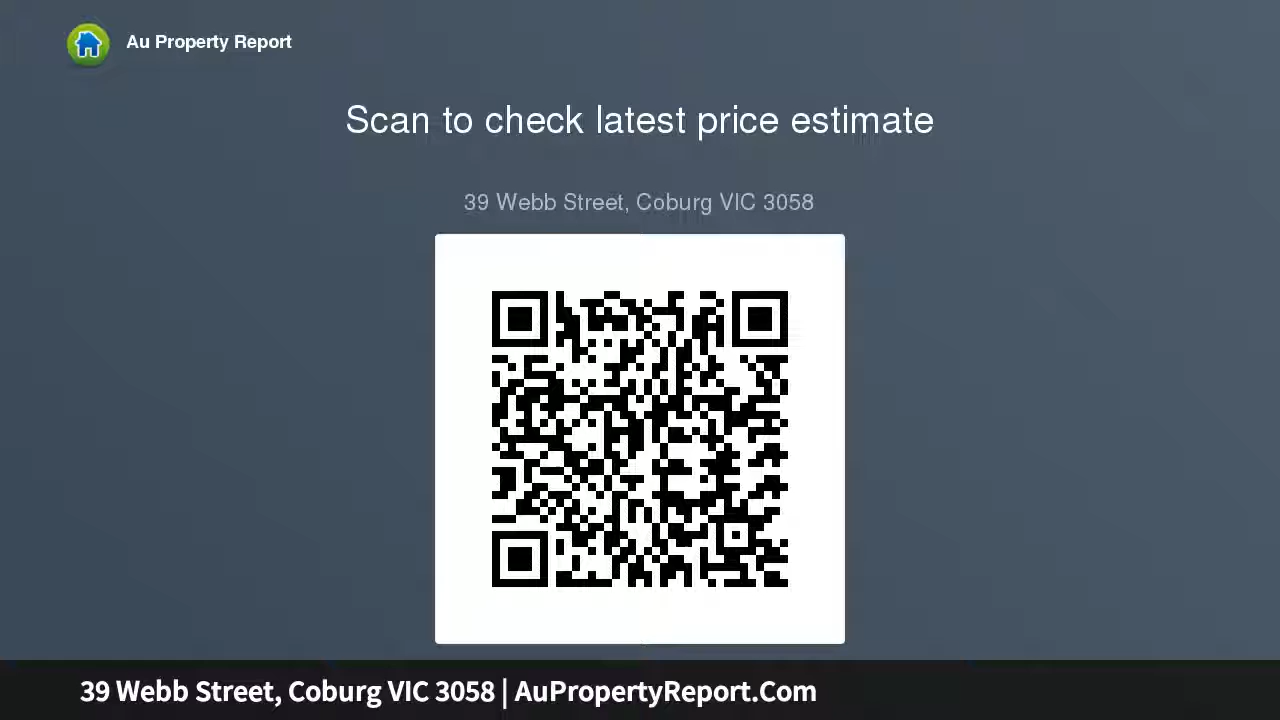 Au Property Report
Scan to check latest price estimate
39 Webb Street, Coburg VIC 3058
39 Webb Street, Coburg VIC 3058 | AuPropertyReport.Com